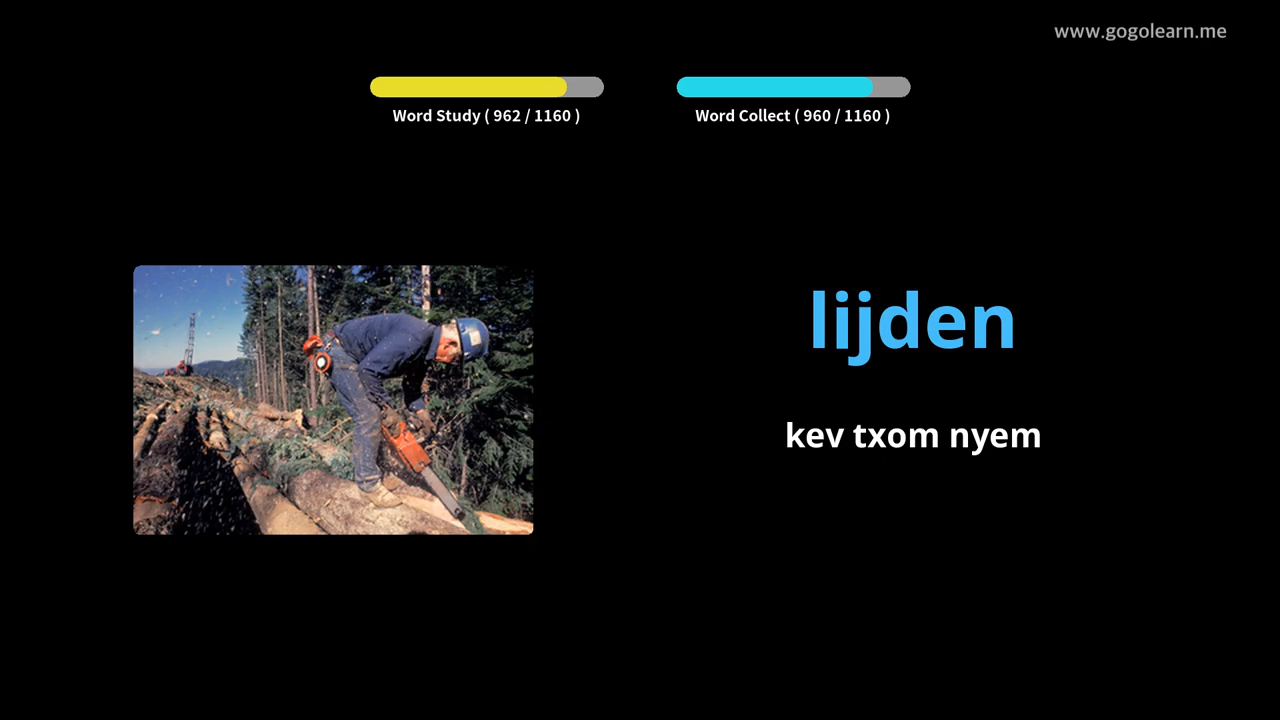 www.gogolearn.me
Word Study ( 962 / 1160 )
Word Collect ( 960 / 1160 )
lijden
kev txom nyem